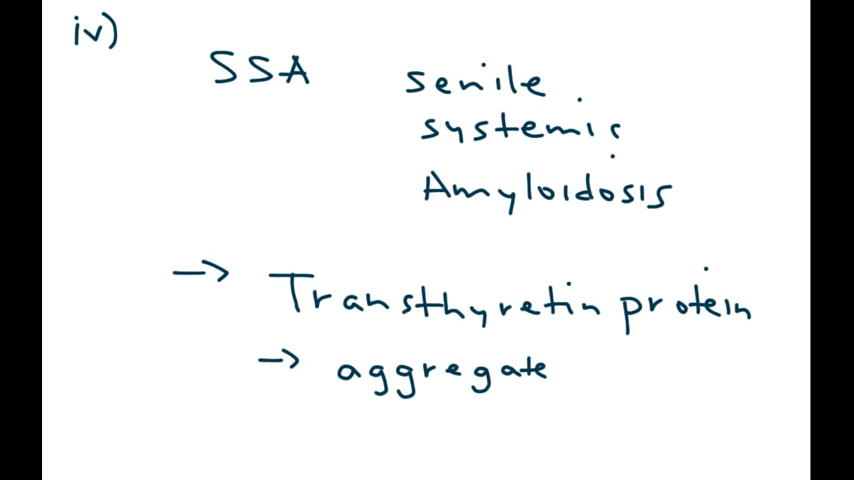 iv)
SSA senile
systemic
Amyloidosis
→ Transthyretin protein
→ aggregate